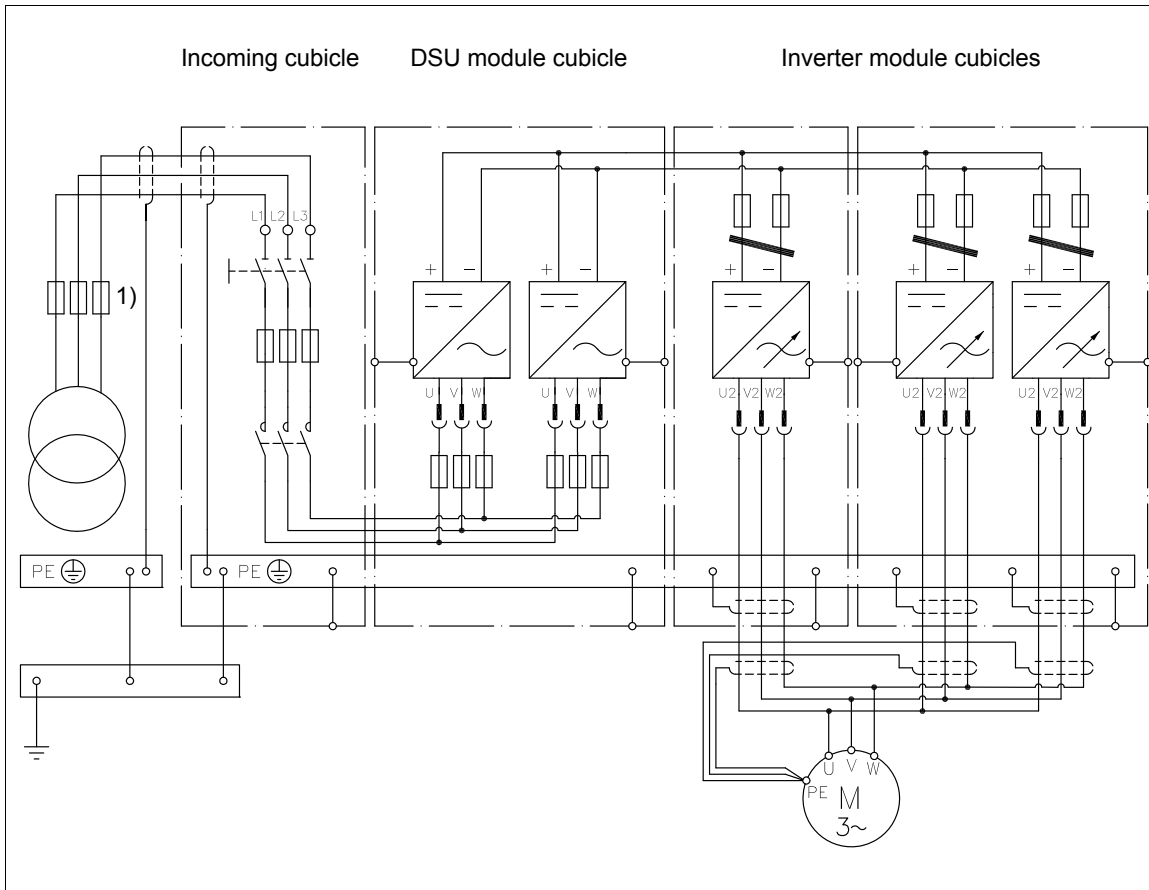 Incoming cubicle DSU module cubicle Inverter module cubicles
L1 L2 L3
+ − + − + − + − + −
1)
U V W U V W U2 V2 W2 U2 V2 W2 U2 V2 W2
PE PE
U V W
PE M
3~